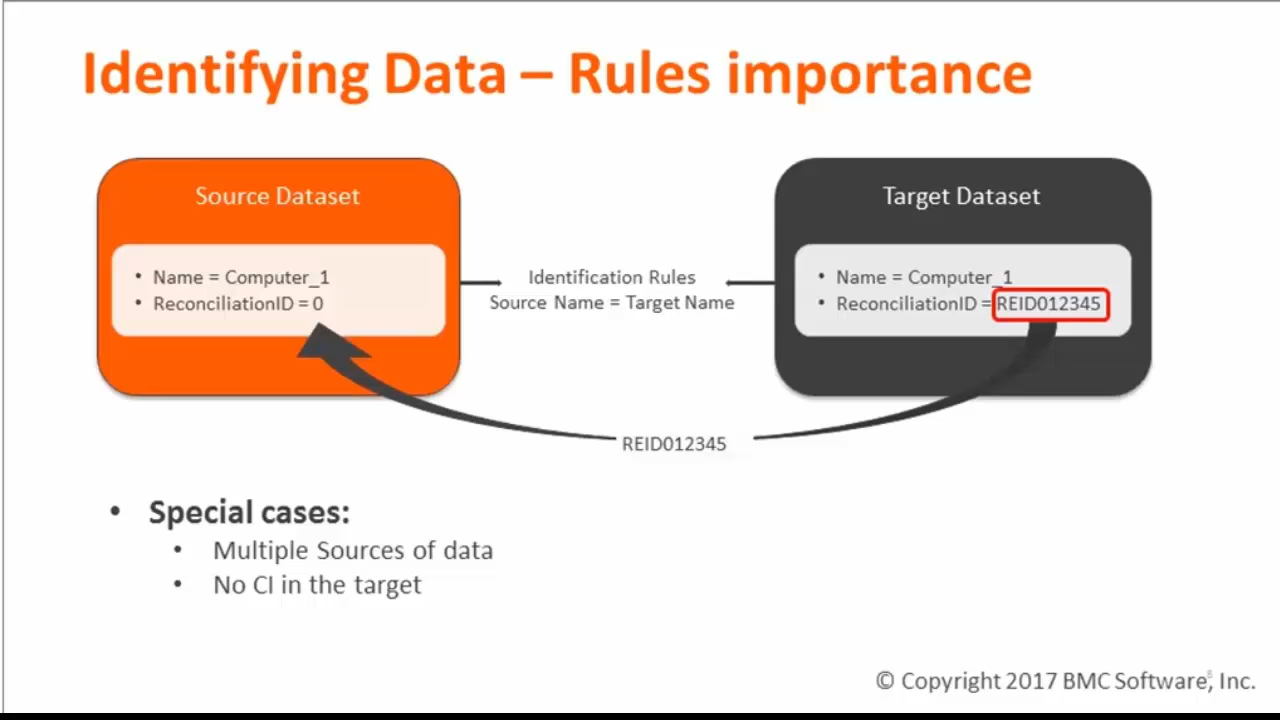 Identifying Data – Rules importance
Source Dataset
• Name = Computer_1
• ReconciliationID = 0
Identification Rules
Source Name = Target Name
Target Dataset
• Name = Computer_1
• ReconciliationID = REID012345
REID012345
• Special cases:
• Multiple Sources of data
• No CI in the target
© Copyright 2017 BMC Software, Inc.